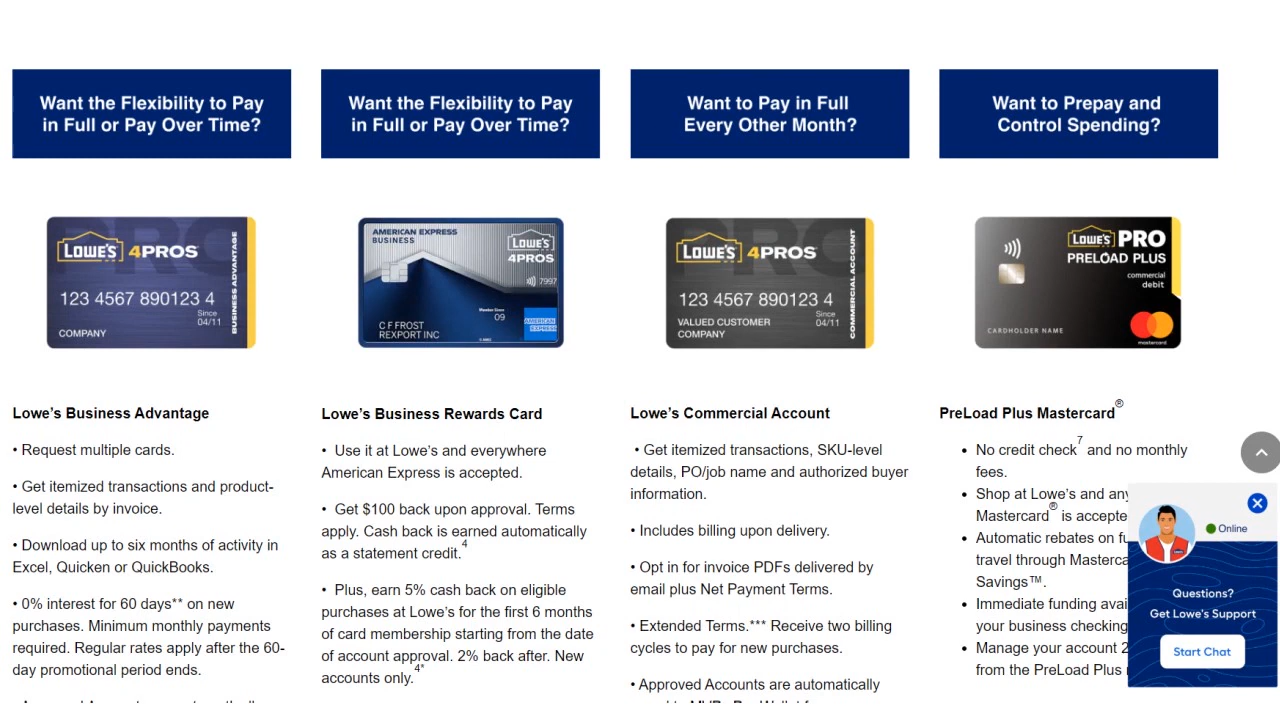 Want the Flexibility to Pay
in Full or Pay Over Time?
Want the Flexibility to Pay
in Full or Pay Over Time?
Want to Pay in Full
Every Other Month?
Want to Prepay and
Control Spending?
LOWE'S 4PROS
123 4567 890123 4
Since
04/11
COMPANY
BUSINESS ADVANTAGE
AMERICAN EXPRESS
BUSINESS
LOWE'S
4PROS
7997
Member Since
09
C F FROST
REXPORT INC
AMERICAN
EXPRESS
LOWE'S 4PROS
123 4567 890123 4
VALUED CUSTOMER
COMPANY
Since
04/11
COMMERCIAL ACCOUNT
LOWE'S PRO
PRELOAD PLUS
commercial
debit
CARDHOLDER NAME
mastercard
Lowe's Business Advantage
• Request multiple cards.
• Get itemized transactions and product-
level details by invoice.
• Download up to six months of activity in
Excel, Quicken or QuickBooks.
• 0% interest for 60 days** on new
purchases. Minimum monthly payments
required. Regular rates apply after the 60-
day promotional period ends.
Lowe's Business Rewards Card
• Use it at Lowe's and everywhere
American Express is accepted.
• Get $100 back upon approval. Terms
apply. Cash back is earned automatically
as a statement credit.4
• Plus, earn 5% cash back on eligible
purchases at Lowe's for the first 6 months
of card membership starting from the date
of account approval. 2% back after. New
accounts only.4*
Lowe's Commercial Account
• Get itemized transactions, SKU-level
details, PO/job name and authorized buyer
information.
• Includes billing upon delivery.
• Opt in for invoice PDFs delivered by
email plus Net Payment Terms.
• Extended Terms.*** Receive two billing
cycles to pay for new purchases.
• Approved Accounts are automatically
PreLoad Plus Mastercard®
• No credit check7 and no monthly
fees.
• Shop at Lowe's and any
Mastercard® is accepte
• Automatic rebates on fu
travel through Masterca
Savings™.
• Immediate funding avai
your business checking
• Manage your account 2
from the PreLoad Plus
Online
Questions?
Get Lowe's Support
Start Chat